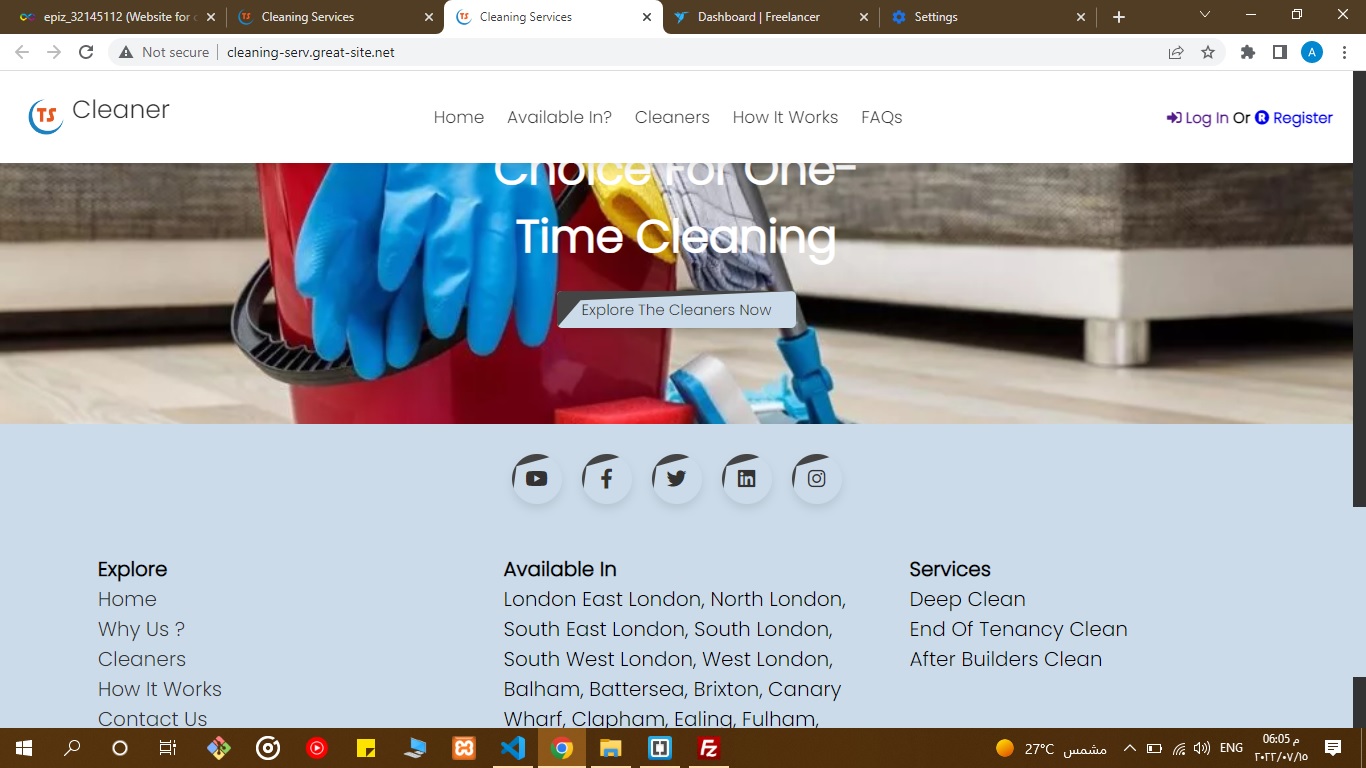 epiz_32145112 (Website for c
Cleaning Services
Cleaning Services
Dashboard | Freelancer
Settings
Not secure
cleaning-serv.great-site.net
A
TS
Cleaner
Home
Available In?
Cleaners
How It Works
FAQs
Log In Or R Register
Choice For One-
Time Cleaning
Explore The Cleaners Now
Explore
Home
Why Us ?
Cleaners
How It Works
Contact Us
Available In
London East London, North London,
South East London, South London,
South West London, West London,
Balham, Battersea, Brixton, Canary
Wharf, Clapham, Ealing, Fulham,
Services
Deep Clean
End Of Tenancy Clean
After Builders Clean
27°C مشمس
ENG
06:05 م
٢٠٢٢/٠٧/١٥